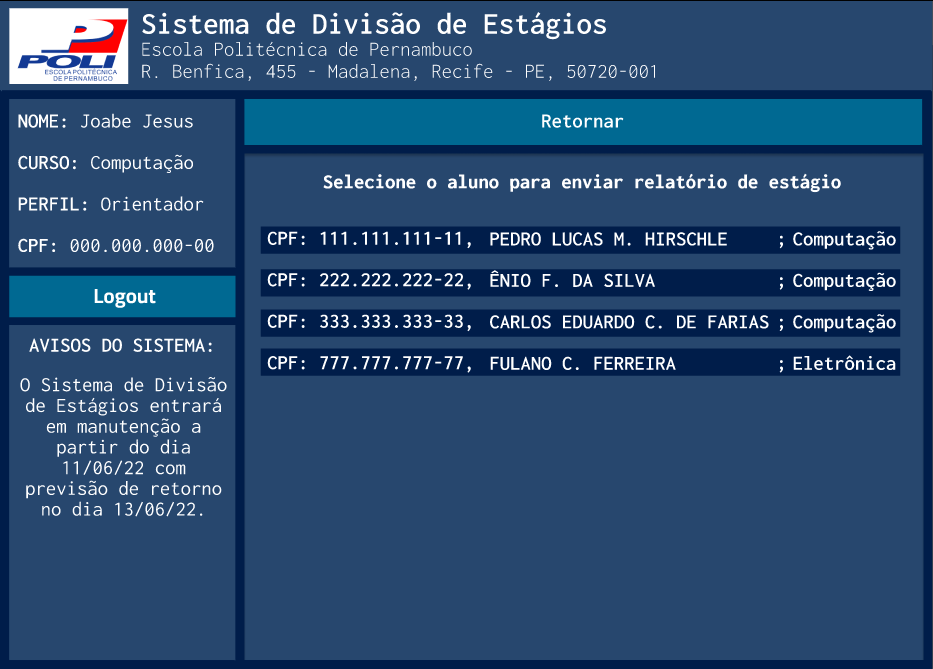 POLI
ESCOLA POLITÉCNICA
DE PERNAMBUCO
Sistema de Divisão de Estágios
Escola Politécnica de Pernambuco
R. Benfica, 455 - Madalena, Recife - PE, 50720-001
NOME: Joabe Jesus
CURSO: Computação
PERFIL: Orientador
CPF: 000.000.000-00
Logout
AVISOS DO SISTEMA:
O Sistema de Divisão
de Estágios entrará
em manutenção a
partir do dia
11/06/22 com
previsão de retorno
no dia 13/06/22.
Retornar
Selecione o aluno para enviar relatório de estágio
CPF: 111.111.111-11, PEDRO LUCAS M. HIRSCHLE ; Computação
CPF: 222.222.222-22, ÊNIO F. DA SILVA ; Computação
CPF: 333.333.333-33, CARLOS EDUARDO C. DE FARIAS ; Computação
CPF: 777.777.777-77, FULANO C. FERREIRA ; Eletrônica